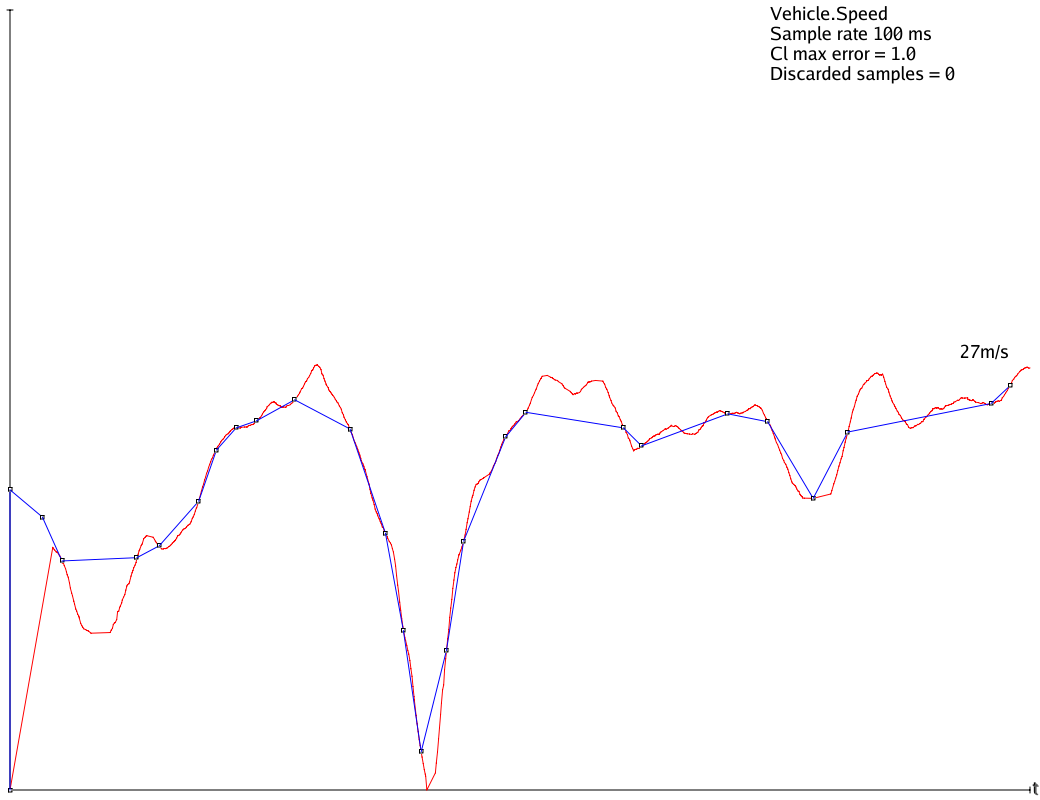 Vehicle.Speed
Sample rate 100 ms
Cl max error = 1.0
Discarded samples = 0
27m/s
t